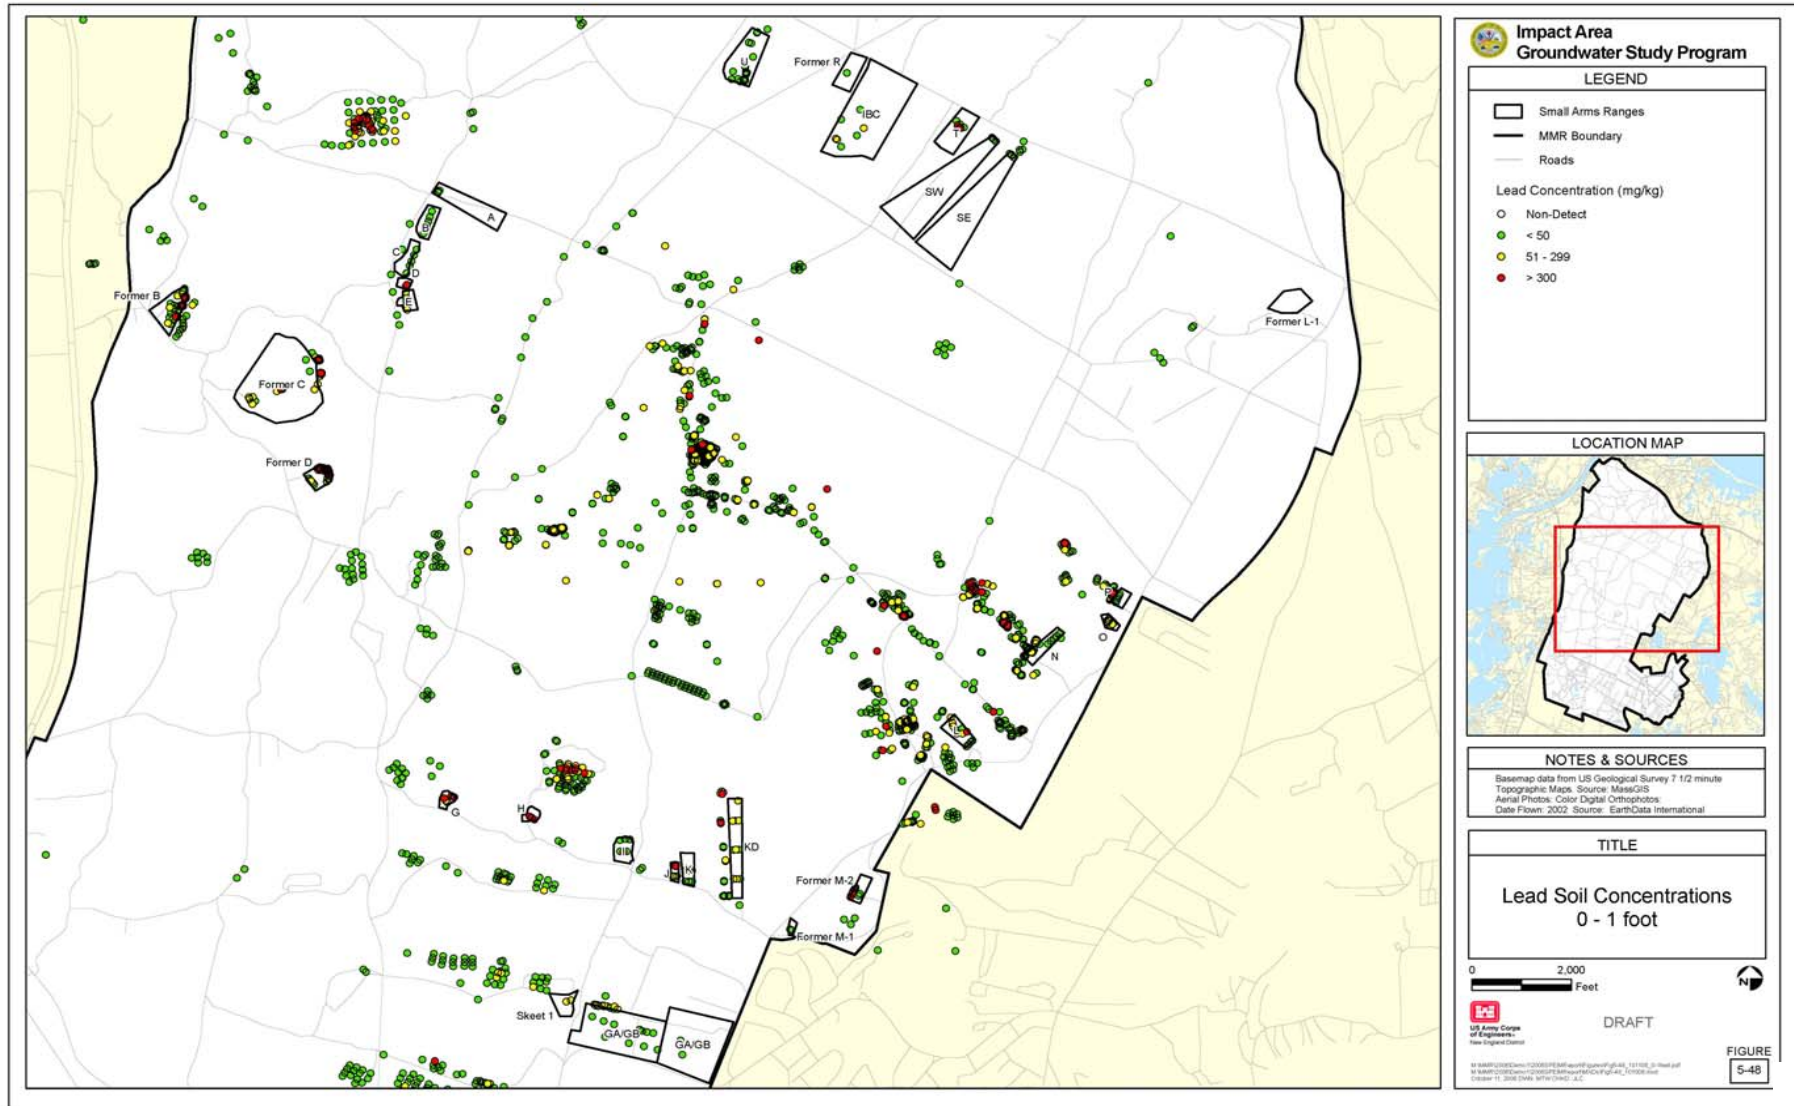 Impact Area
Groundwater Study Program
LEGEND
Small Arms Ranges
MMR Boundary
Roads
Lead Concentration (mg/kg)
Non-Detect
< 50
51 - 299
> 300
LOCATION MAP
NOTES & SOURCES
Basemap data from US Geological Survey 7 1/2 minute
Topographic Maps. Source: MassGIS
Aerial Photos: Color Digital Orthophotos
Date Flown: 2002 Source: EarthData International
TITLE
Lead Soil Concentrations
0 - 1 foot
0 2,000
Feet
N
US Army Corps
of Engineers
New England District
DRAFT
FIGURE
5-48
U
Former R
IBC
T
SW
SE
A
B
C
D
E
Former B
Former C
Former D
Former L-1
P
O
N
L
G
H
I
J
K
KD
Former M-2
Former M-1
Skeet 1
GA/GB
GA/GB